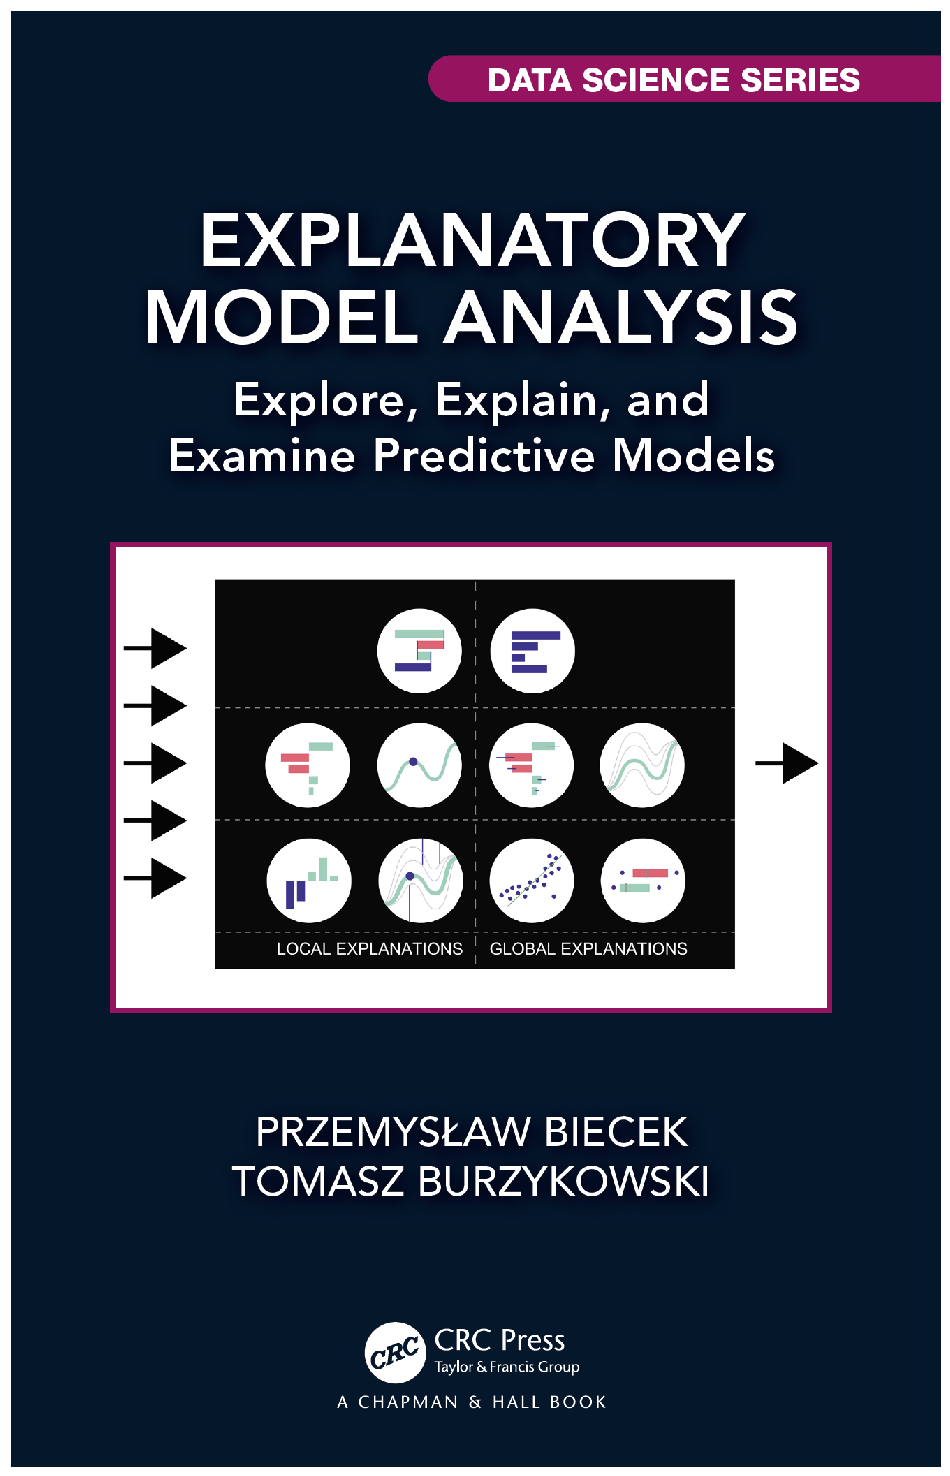 DATA SCIENCE SERIES
EXPLANATORY
MODEL ANALYSIS
Explore, Explain, and
Examine Predictive Models
LOCAL EXPLANATIONS
GLOBAL EXPLANATIONS
PRZEMYSŁAW BIECEK
TOMASZ BURZYKOWSKI
CRC
CRC Press
Taylor & Francis Group
A CHAPMAN & HALL BOOK